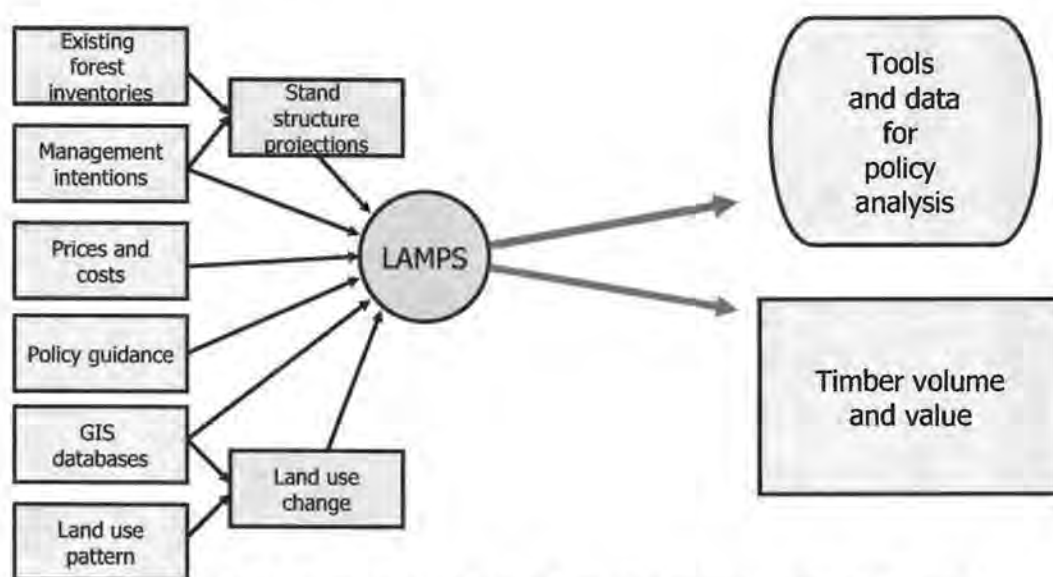 Existing
forest
inventories
Management
intentions
Prices and
costs
Policy guidance
GIS
databases
Land use
pattern
Stand
structure
projections
Land use
change
LAMPS
Tools
and data
for
policy
analysis
Timber volume
and value